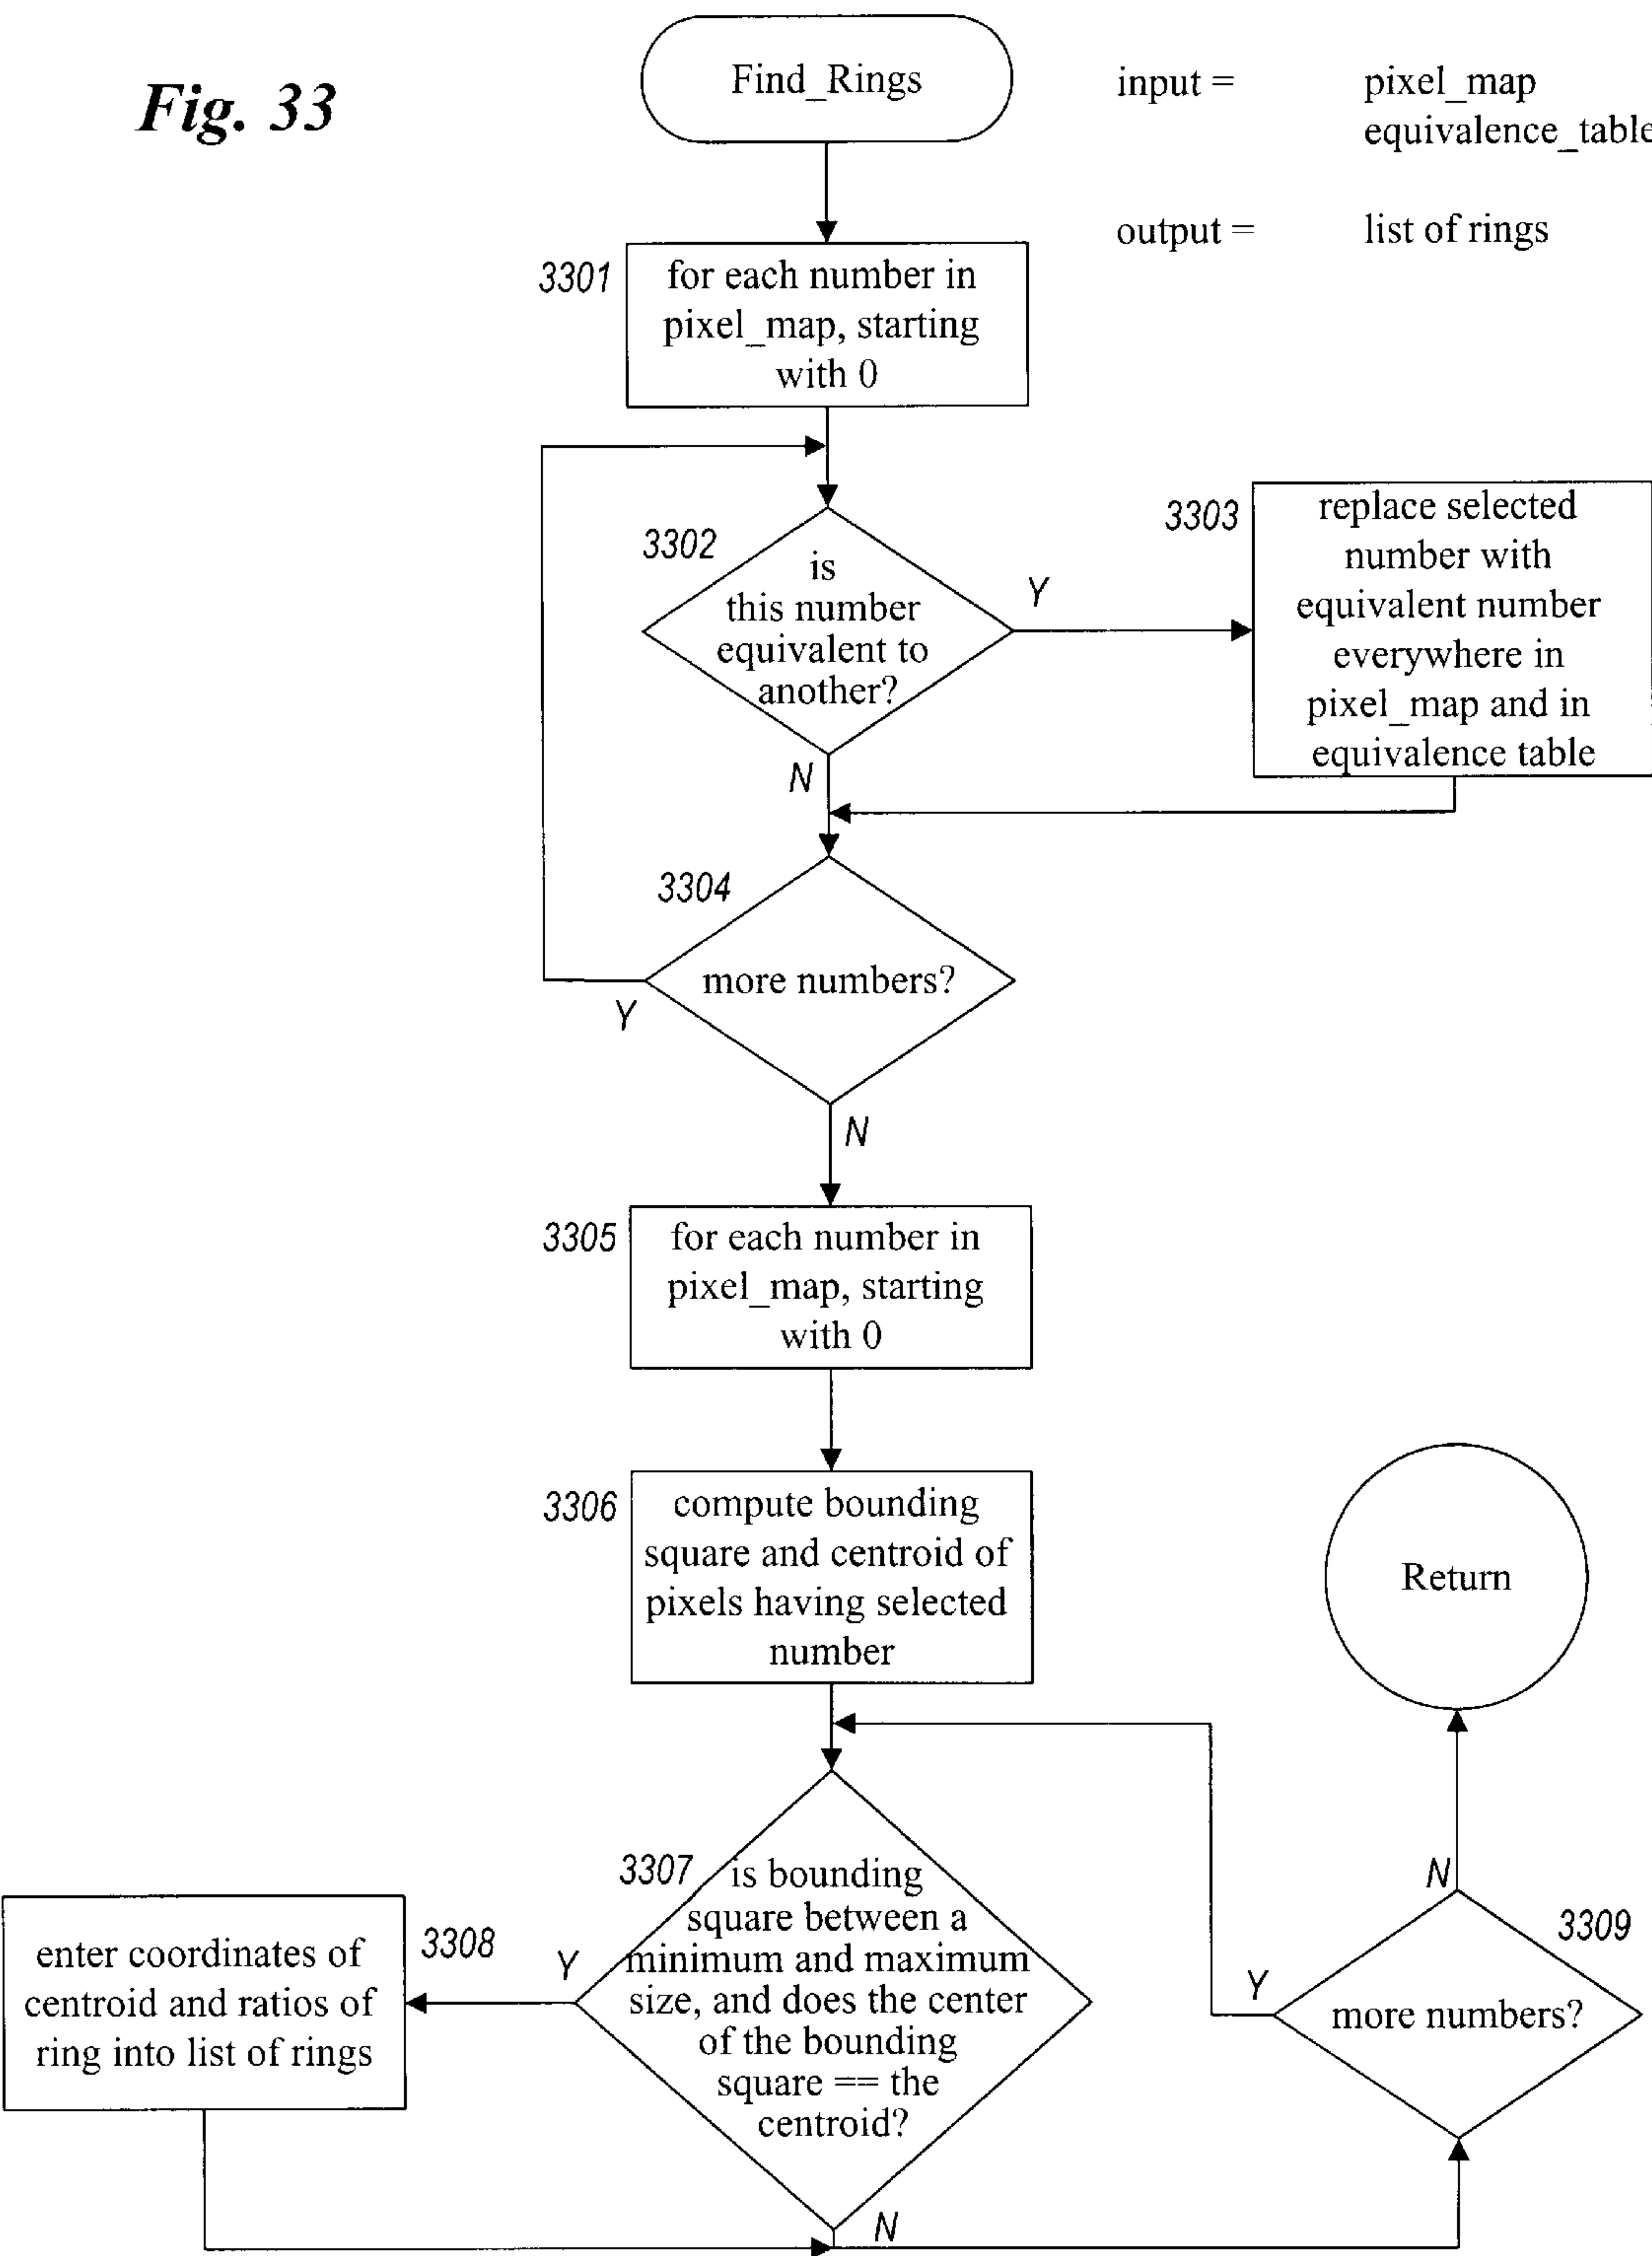 Fig. 33
Find_Rings
input = pixel_map
equivalence_table
output = list of rings
3301
for each number in
pixel_map, starting
with 0
3302
is
this number
equivalent to
another?
Y
N
3303
replace selected
number with
equivalent number
everywhere in
pixel_map and in
equivalence table
3304
more numbers?
Y
N
3305
for each number in
pixel_map, starting
with 0
3306
compute bounding
square and centroid of
pixels having selected
number
3307
is bounding
square between a
minimum and maximum
size, and does the center
of the bounding
square == the
centroid?
Y
N
3308
enter coordinates of
centroid and ratios of
ring into list of rings
3309
more numbers?
Y
N
Return